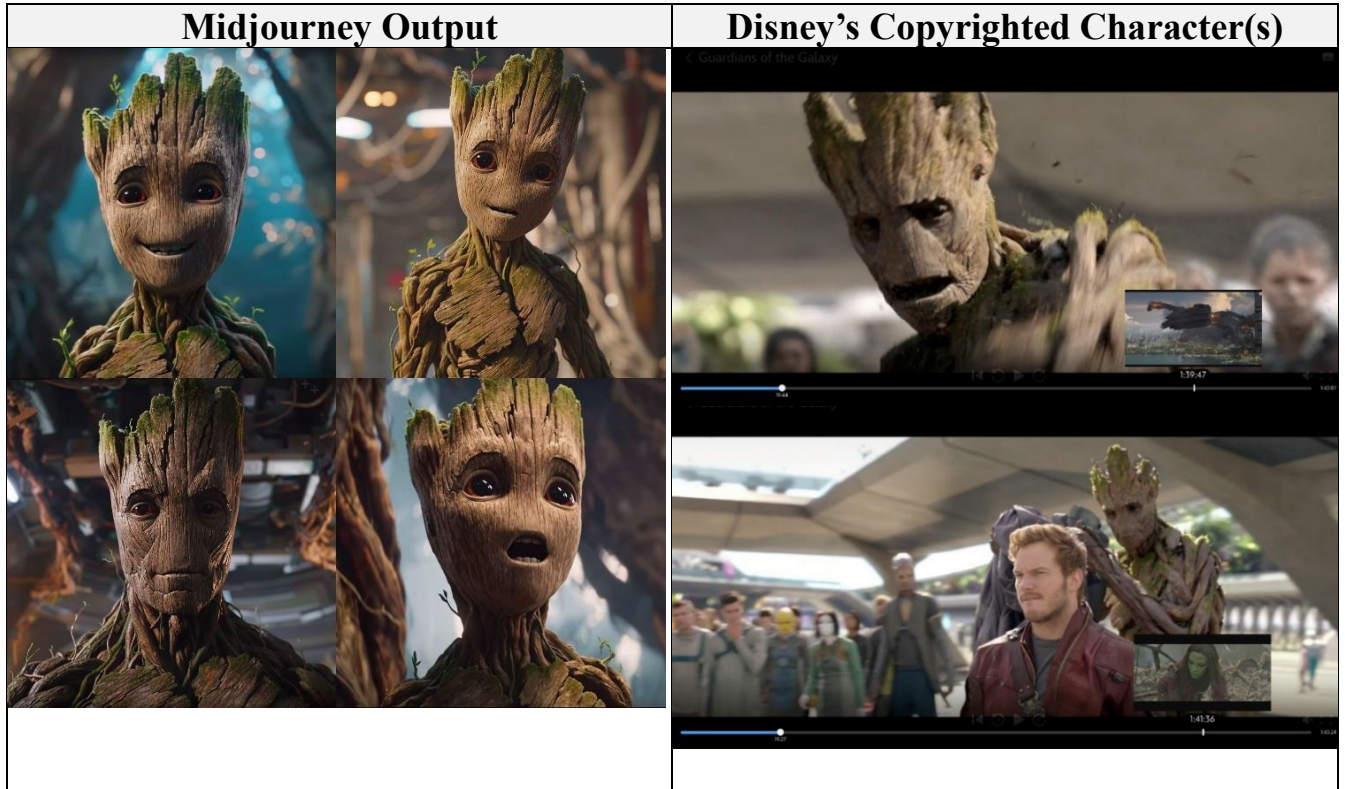 Midjourney Output
Disney’s Copyrighted Character(s)
Guardians of the Galaxy
1:39:47
1:41:36